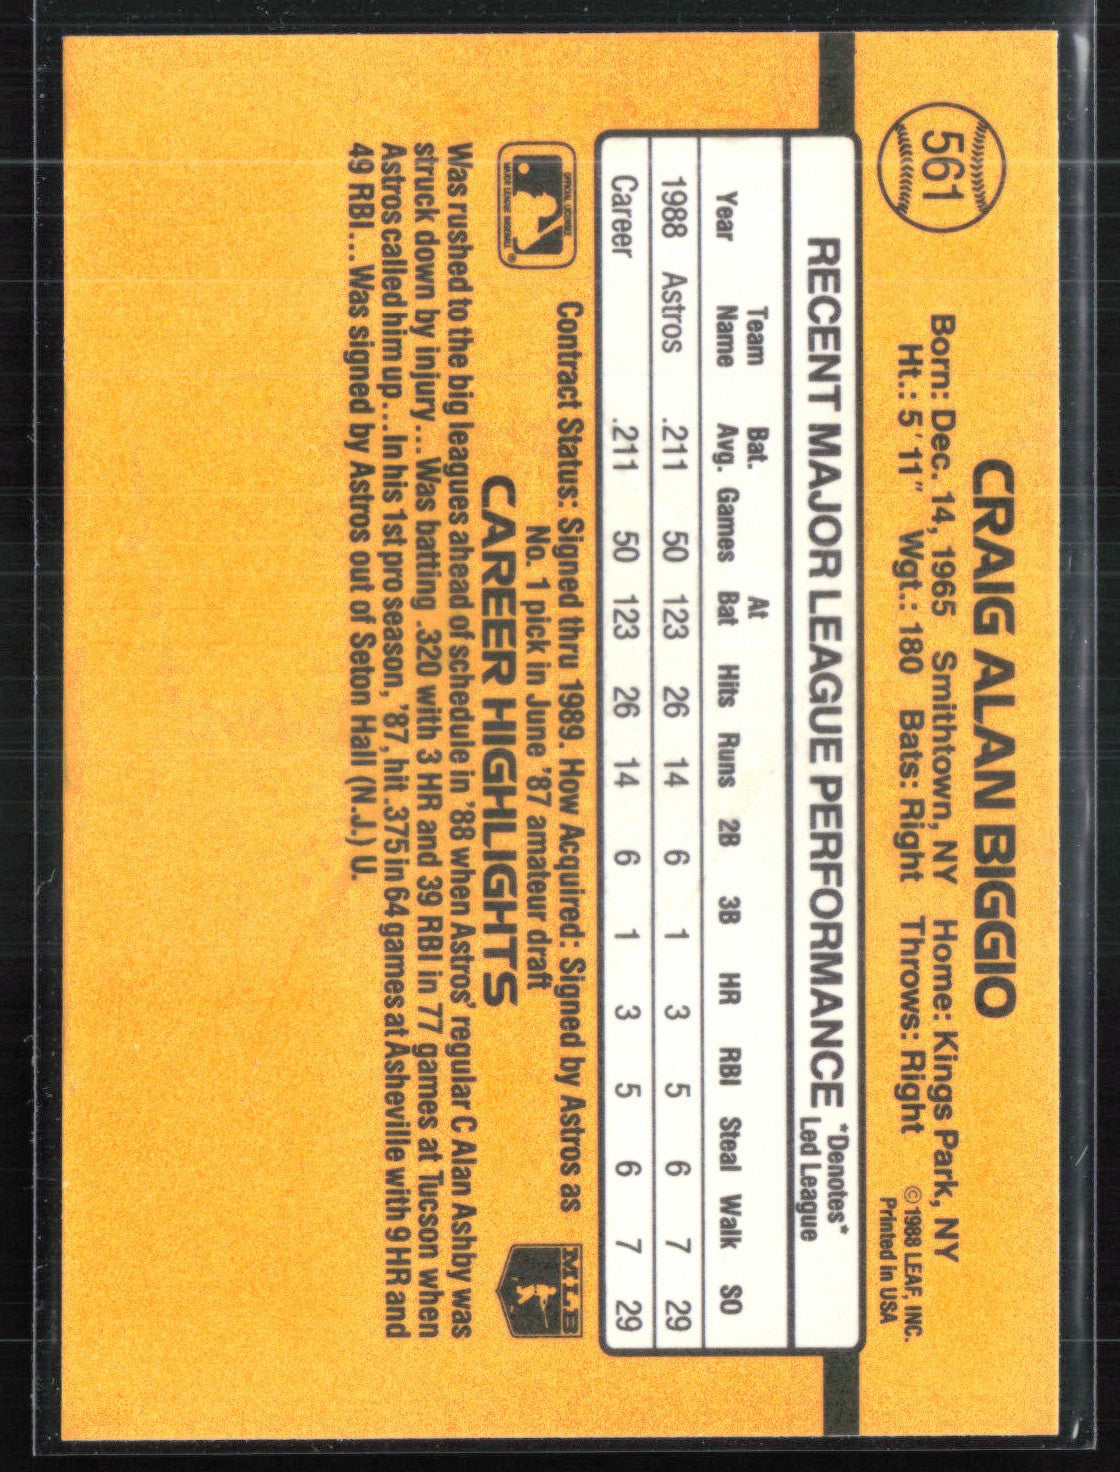 561
CRAIG ALAN BIGGIO
Born: Dec. 14, 1965 Smithtown, NY Home: Kings Park, NY
Ht.: 5'11" Wgt.: 180 Bats: Right Throws: Right
© 1988 LEAF, INC.
Printed in USA
RECENT MAJOR LEAGUE PERFORMANCE
*Denotes*
Led League
Year Team Name Bat. Avg. Games At Bat Hits Runs 2B 3B HR RBI Steal Walk SO
1988 Astros .211 50 123 26 14 6 1 3 5 6 7 29
Career .211 50 123 26 14 6 1 3 5 6 7 29
OFFICIAL LICENSEE
MAJOR LEAGUE BASEBALL ®
Contract Status: Signed thru 1989. How Acquired: Signed by Astros as
No. 1 pick in June '87 amateur draft
MLB
CAREER HIGHLIGHTS
Was rushed to the big leagues ahead of schedule in '88 when Astros' regular C Alan Ashby was
struck down by injury...Was batting .320 with 3 HR and 39 RBI in 77 games at Tucson when
Astros called him up...In his 1st pro season, '87, hit .375 in 64 games at Asheville with 9 HR and
49 RBI...Was signed by Astros out of Seton Hall (N.J.) U.